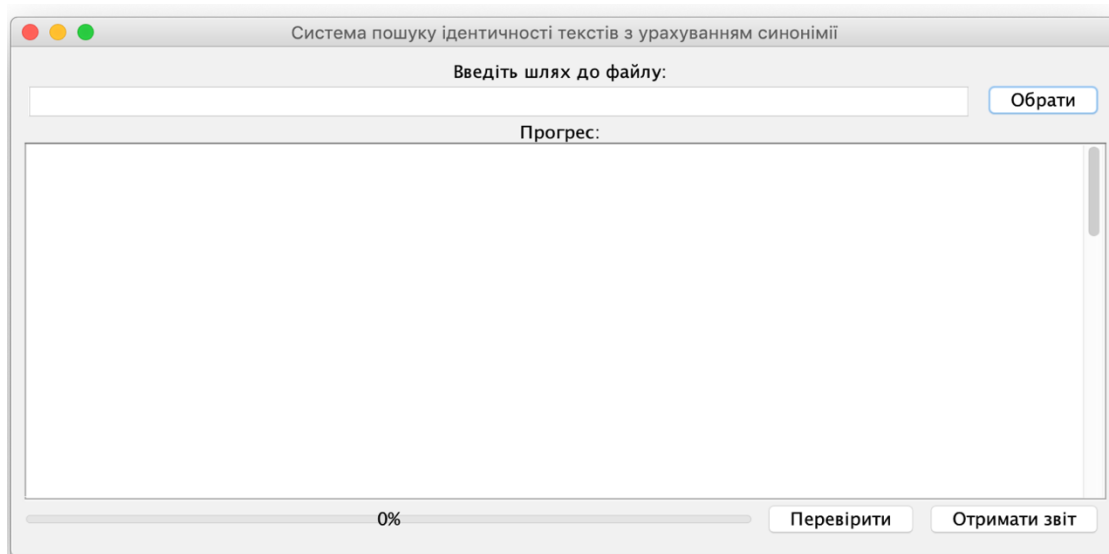 Система пошуку ідентичності текстів з урахуванням синонімії
Введіть шлях до файлу:
Обрати
Прогрес:
0%
Перевірити
Отримати звіт